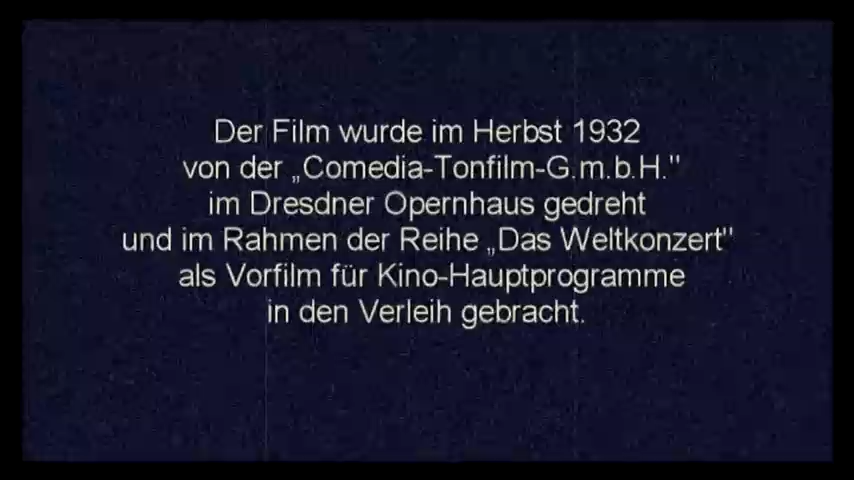 Der Film wurde im Herbst 1932
von der „Comedia-Tonfilm-G.m.b.H."
im Dresdner Opernhaus gedreht
und im Rahmen der Reihe „Das Weltkonzert"
als Vorfilm für Kino-Hauptprogramme
in den Verleih gebracht.